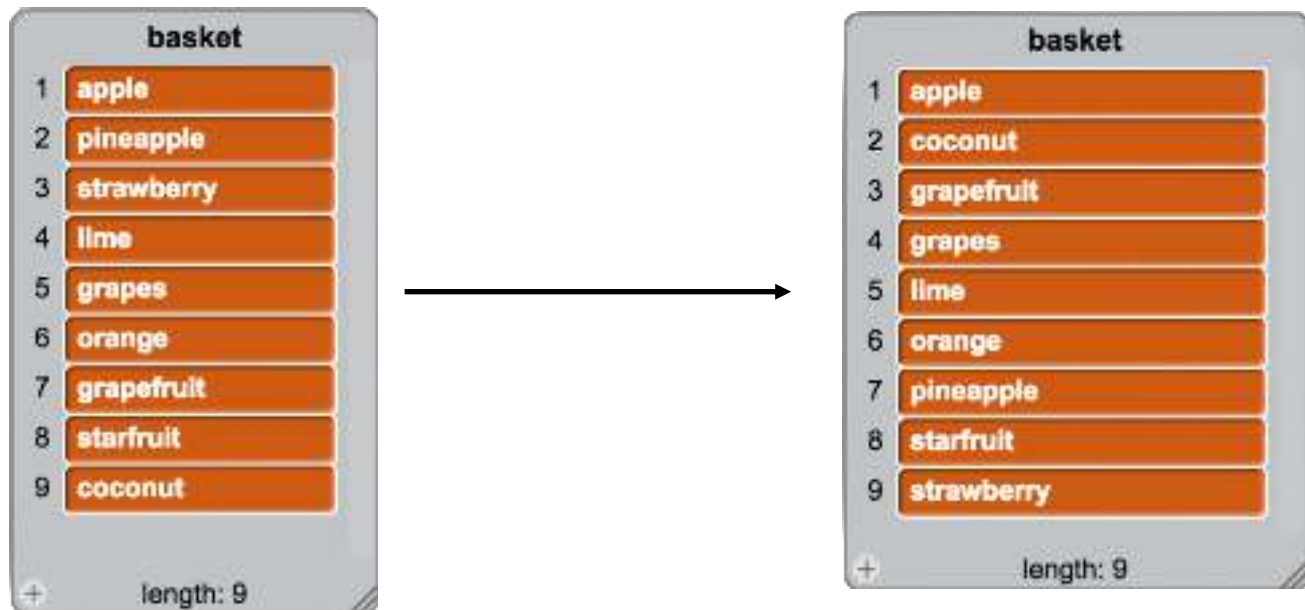 basket
1 apple
2 pineapple
3 strawberry
4 lime
5 grapes
6 orange
7 grapefruit
8 starfruit
9 coconut
+ length: 9
basket
1 apple
2 coconut
3 grapefruit
4 grapes
5 lime
6 orange
7 pineapple
8 starfruit
9 strawberry
+ length: 9